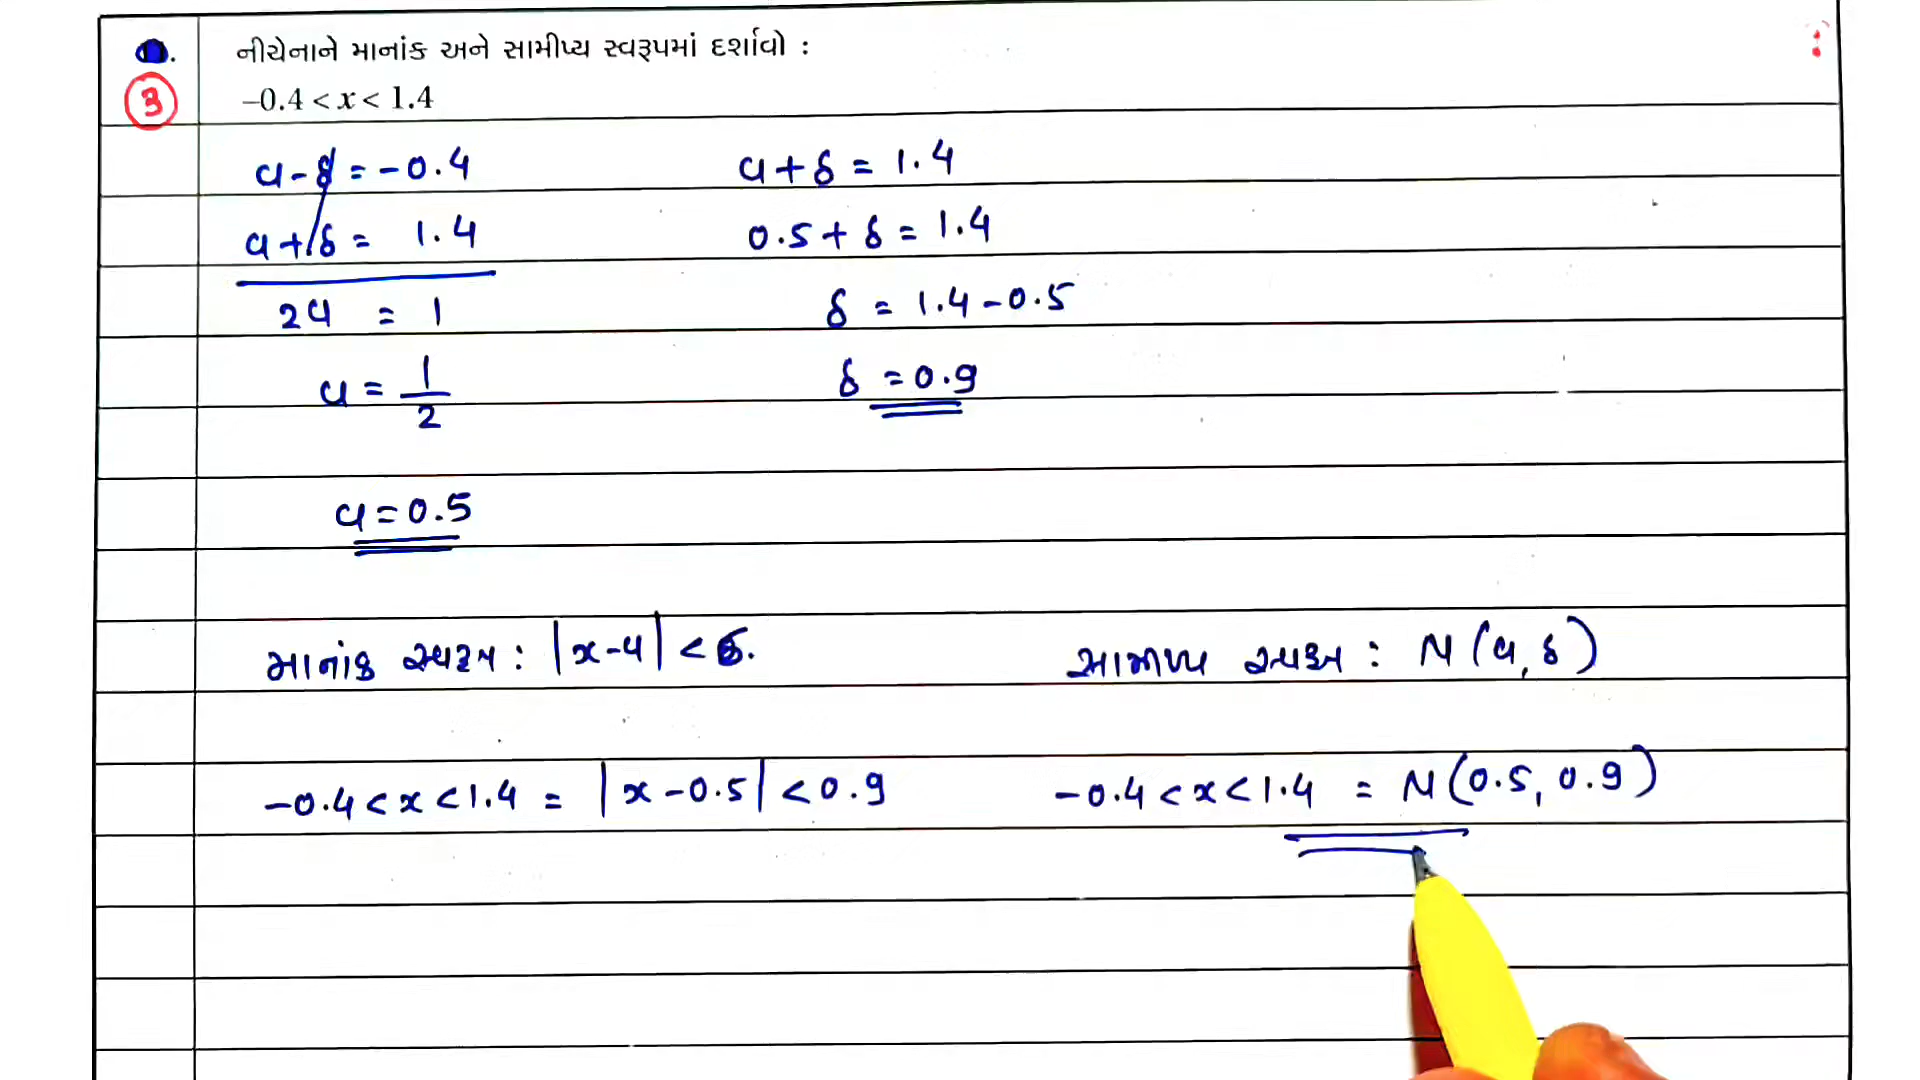 નીચેનાને માનાંક અને સામીપ્ય સ્વરૂપમાં દર્શાવો :
3
–0.4 < x < 1.4
a - δ = -0.4
a + δ = 1.4
2a = 1
a = 1/2
a = 0.5
a + δ = 1.4
0.5 + δ = 1.4
δ = 1.4 - 0.5
δ = 0.9
માનાંક સ્વરૂપ : |x - a| < δ.
સામીપ્ય સ્વરૂપ : N (a, δ)
-0.4 < x < 1.4 = |x - 0.5| < 0.9
-0.4 < x < 1.4 = N (0.5, 0.9)